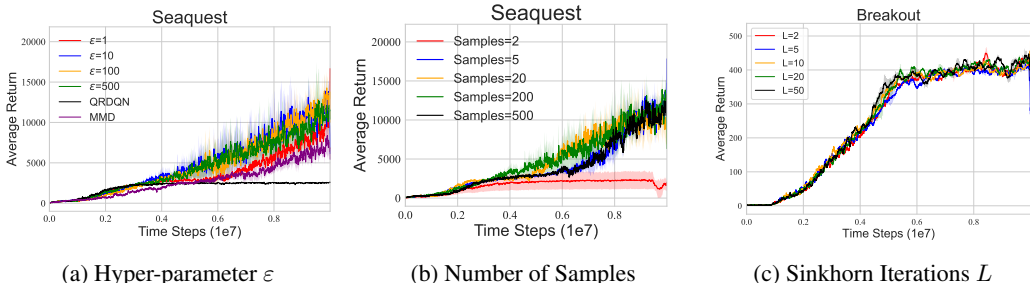 Seaquest
Average Return
20000
15000
10000
5000
0
ε=1
ε=10
ε=100
ε=500
QRDQN
MMD
0.0 0.2 0.4 0.6 0.8
Time Steps (1e7)
(a) Hyper-parameter ε
Seaquest
Average Return
20000
15000
10000
5000
0
Samples=2
Samples=5
Samples=20
Samples=200
Samples=500
0.0 0.2 0.4 0.6 0.8
Time Steps (1e7)
(b) Number of Samples
Breakout
Average Return
500
400
300
200
100
0
L=2
L=5
L=10
L=20
L=50
0.0 0.2 0.4 0.6 0.8
Time Steps (1e7)
(c) Sinkhorn Iterations L